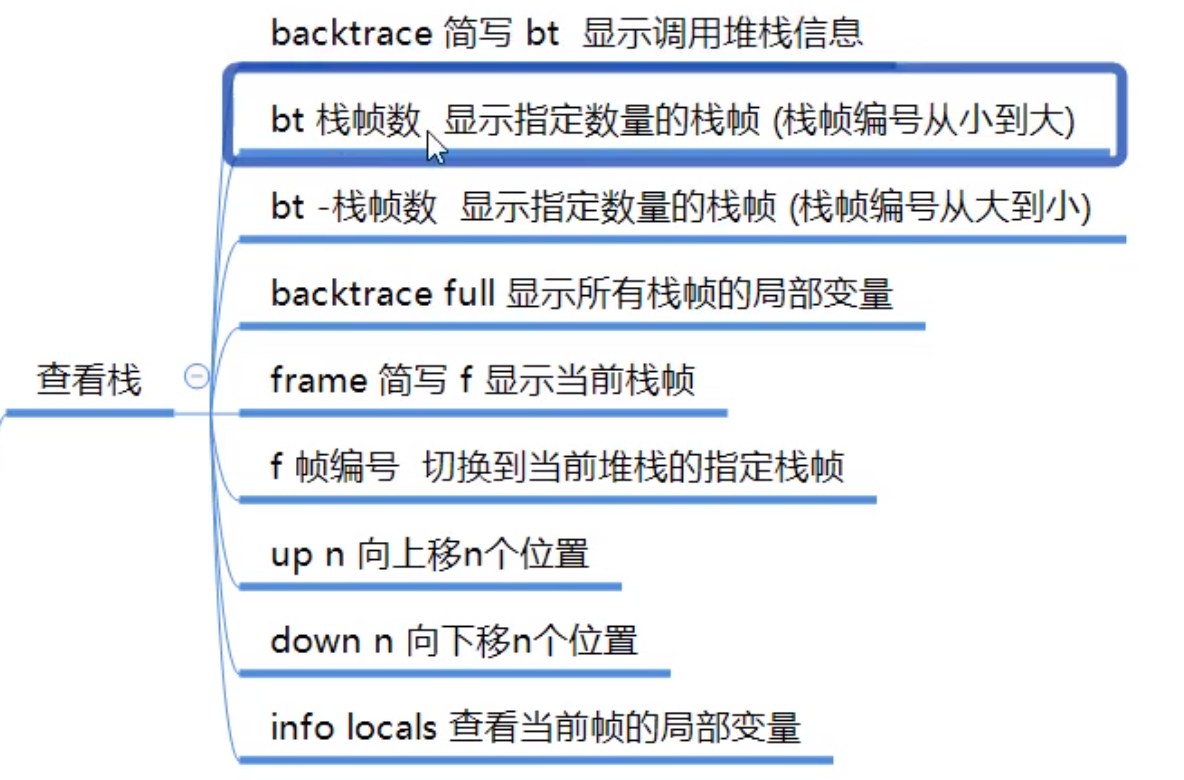 backtrace 简写 bt  显示调用堆栈信息
bt 栈帧数  显示指定数量的栈帧 (栈帧编号从小到大)
bt -栈帧数  显示指定数量的栈帧 (栈帧编号从大到小)
backtrace full 显示所有栈帧的局部变量
查看栈
frame 简写 f 显示当前栈帧
f 帧编号  切换到当前堆栈的指定栈帧
up n 向上移n个位置
down n 向下移n个位置
info locals 查看当前帧的局部变量